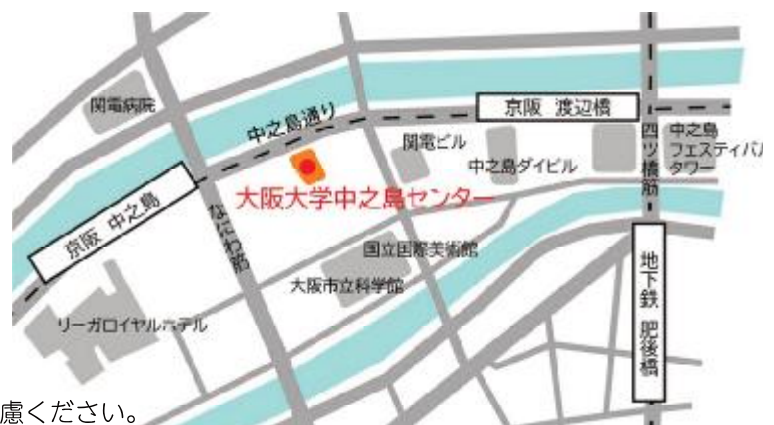 関電病院
中之島通り
京阪 渡辺橋
関電ビル
中之島ダイビル
四ツ橋筋
中之島
フェスティバル
タワー
大阪大学中之島センター
京阪 中之島
なにわ筋
国立国際美術館
大阪市立科学館
リーガロイヤルホテル
地下鉄 肥後橋
慮ください。